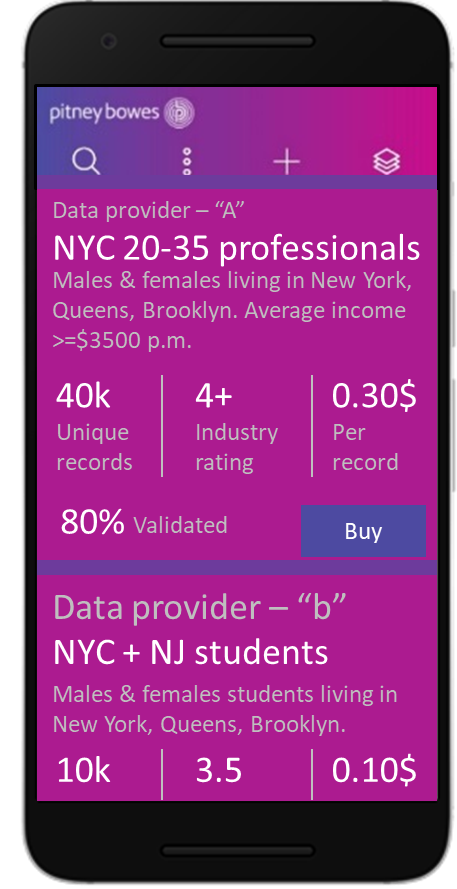 pitney bowes
Data provider – “A”
NYC 20-35 professionals
Males & females living in New York,
Queens, Brooklyn. Average income
>=$3500 p.m.
40k 4+ 0.30$
Unique Industry Per
records rating record
80% Validated Buy
Data provider – “b”
NYC + NJ students
Males & females students living in
New York, Queens, Brooklyn.
10k 3.5 0.10$